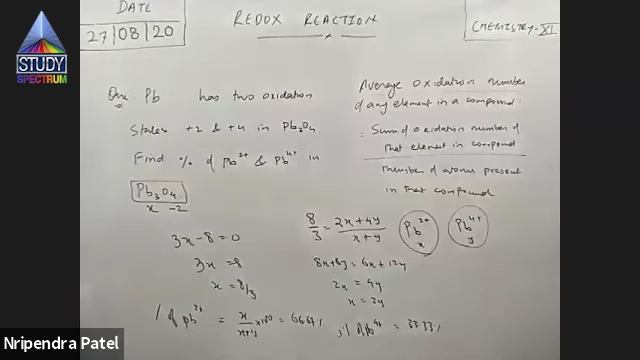 DATE
27/08/20
REDOX REACTION
CHEMISTRY-XI
STUDY
SPECTRUM
Que: Pb has two oxidation
States +2 & +4 in Pb3O4
Find % of Pb2+ & Pb4+ in
Pb3O4
x -2
3x-8=0
3x =8
x = 8/3
Average oxidation number
of any element in a compound:
= Sum of oxidation number of
that element in compound
number of atoms present
in that compound
8/3 = 2x+4y/x+y
Pb2+
x
Pb4+
y
8x+8y = 6x+12y
2x = 4y
x = 2y
% of Pb2+ = x/x+y ×100 = 66.67%
% of Pb4+ = 33.33%
Nripendra Patel